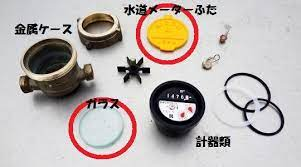 水道メーターふた
金属ケース
ガラス
計器類